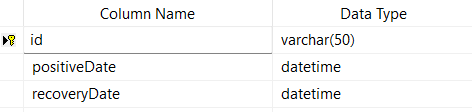 Column Name Data Type
id varchar(50)
positiveDate datetime
recoveryDate datetime